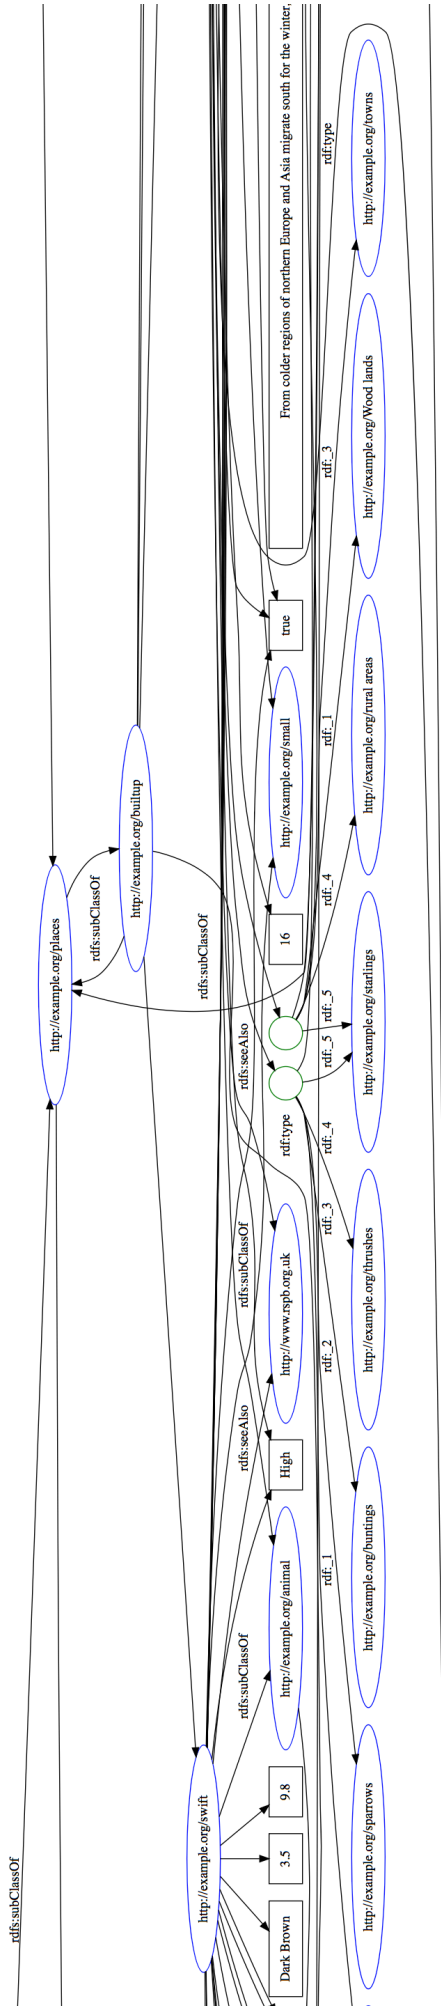 rdfs:subClassOf
http://example.org/places
rdfs:subClassOf
http://example.org/builtup
http://example.org/swift
rdfs:subClassOf
rdfs:seeAlso
rdfs:subClassOf
rdfs:seeAlso
rdfs:subClassOf
From colder regions of northern Europe and Asia migrate south for the winter,
true
http://example.org/small
16
rdf:type
http://www.rspb.org.uk
High
http://example.org/animal
9.8
3.5
Dark Brown
rdf:type
rdf:_3
rdf:_1
rdf:_4
rdf:_5
rdf:_5
rdf:_4
rdf:_3
rdf:_2
rdf:_1
http://example.org/towns
http://example.org/Wood lands
http://example.org/rural areas
http://example.org/starlings
http://example.org/thrushes
http://example.org/buntings
http://example.org/sparrows